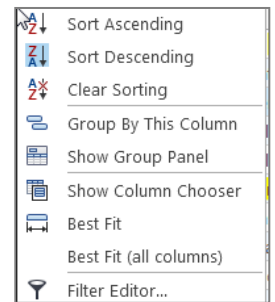 Sort Ascending
Sort Descending
Clear Sorting
Group By This Column
Show Group Panel
Show Column Chooser
Best Fit
Best Fit (all columns)
Filter Editor...